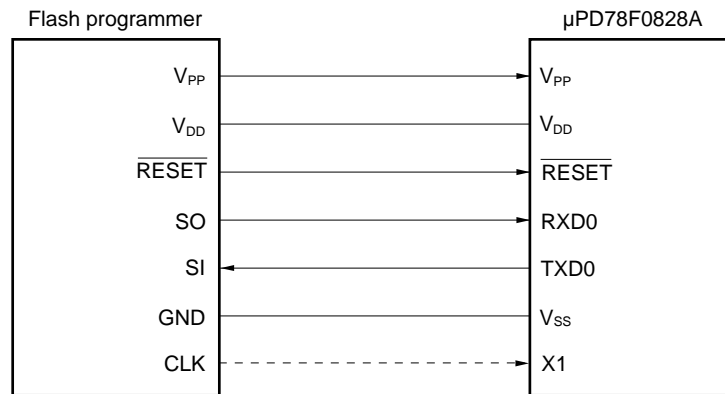 Flash programmer µPD78F0828A
VPP VPP
VDD VDD
RESET RESET
SO RXD0
SI TXD0
GND VSS
CLK X1